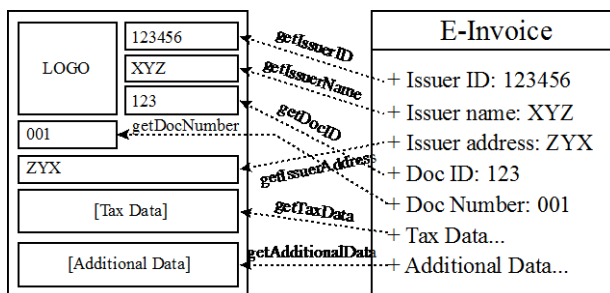 123456
LOGO
XYZ
123
001
ZYX
[Tax Data]
[Additional Data]
getIssuerID
getIssuerName
getDocID
getDocNumber
getIssuerAddress
getTaxData
getAdditionalData
E-Invoice
+ Issuer ID: 123456
+ Issuer name: XYZ
+ Issuer address: ZYX
+ Doc ID: 123
+ Doc Number: 001
+ Tax Data...
+ Additional Data...